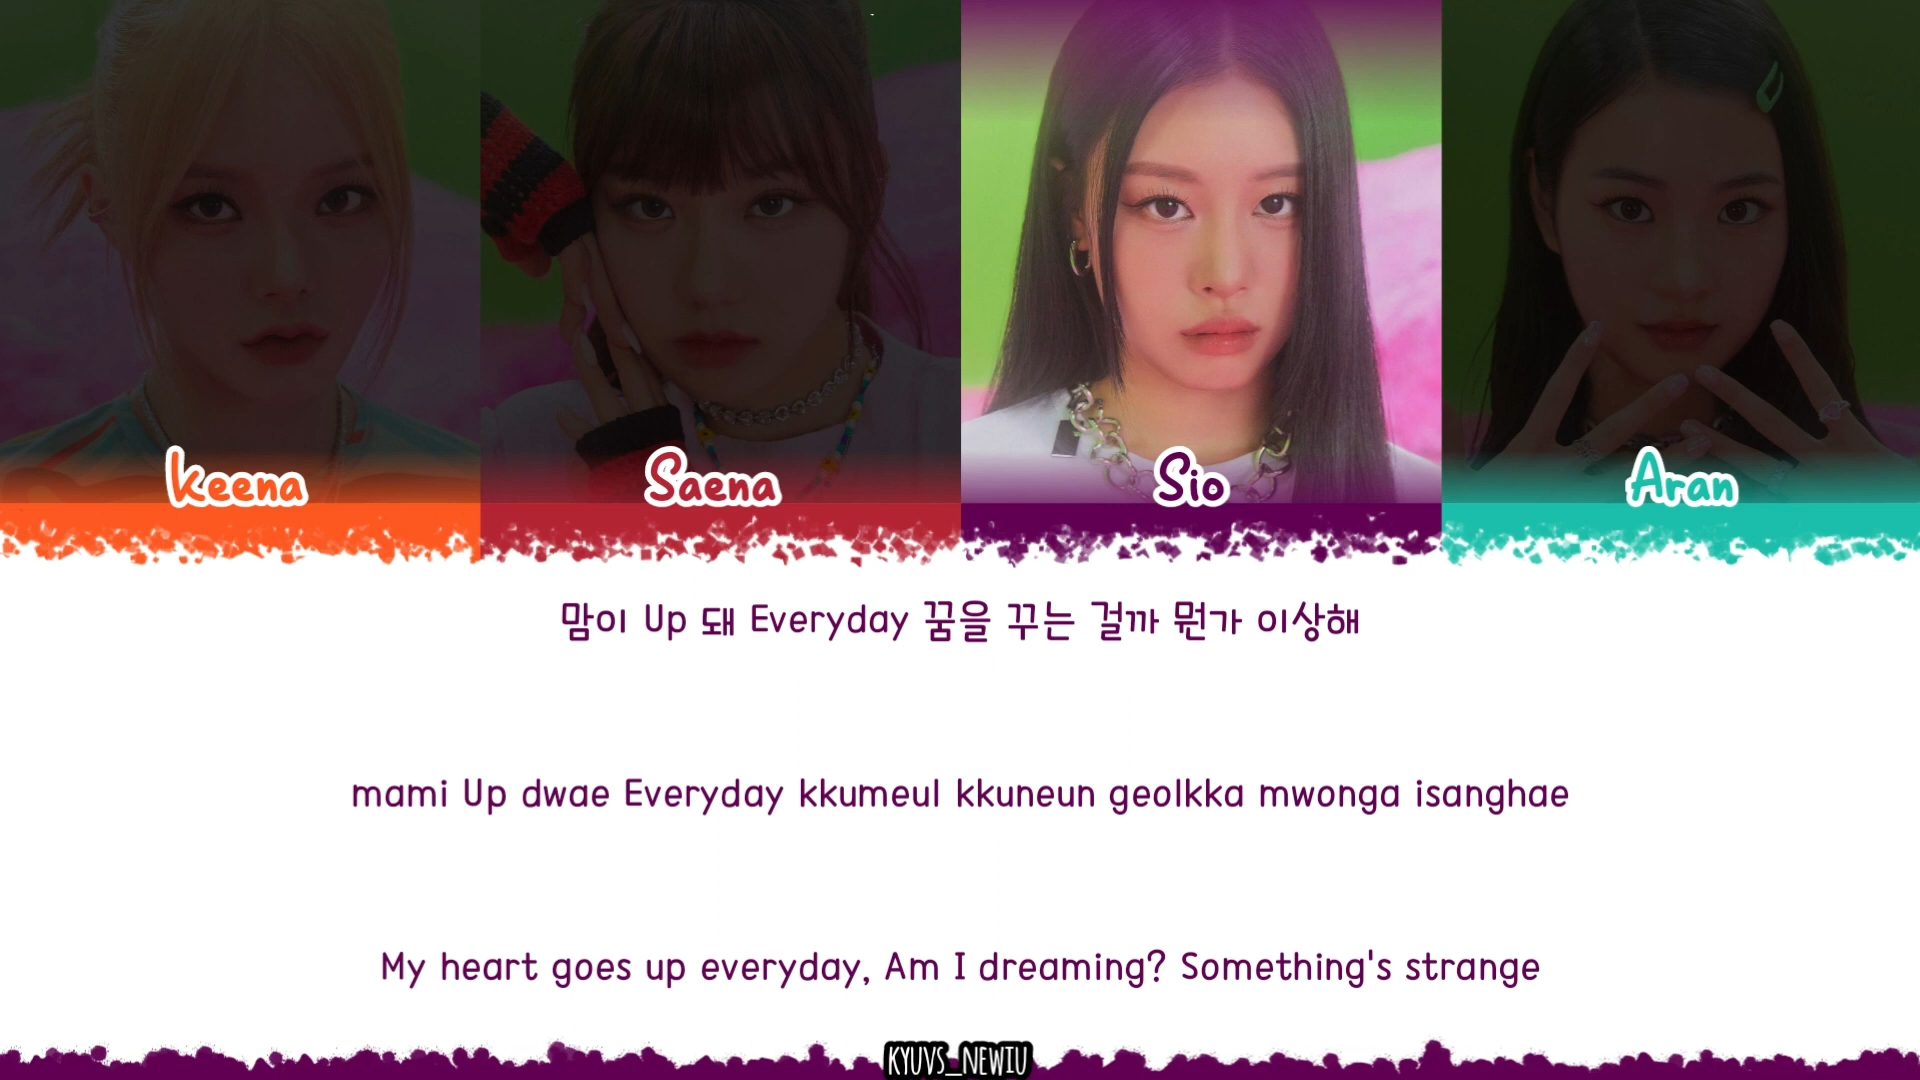 Keena
Saena
Sio
Aran
맘이 Up 돼 Everyday 꿈을 꾸는 걸까 뭔가 이상해
mami Up dwae Everyday kkumeul kkuneun geolkka mwonga isanghae
My heart goes up everyday, Am I dreaming? Something's strange
KYUVS_NEWIU